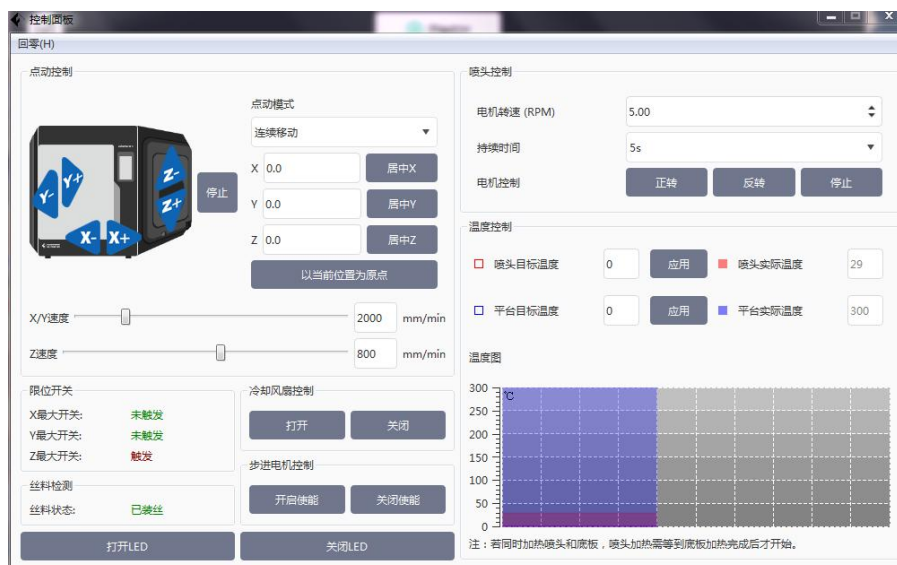 控制面板
回零(H)
点动控制
点动模式
连续移动
X 0.0 居中X
Y 0.0 居中Y
Z 0.0 居中Z
以当前位置为原点
Y- Y+ Z- Z+ X- X+
停止
X/Y速度 2000 mm/min
Z速度 800 mm/min
限位开关
X最大开关: 未触发
Y最大开关: 未触发
Z最大开关: 触发
丝料检测
丝料状态: 已装丝
冷却风扇控制
打开 关闭
步进电机控制
开启使能 关闭使能
打开LED 关闭LED
喷头控制
电机转速 (RPM) 5.00
持续时间 5s
电机控制 正转 反转 停止
温度控制
喷头目标温度 0 应用 喷头实际温度 29
平台目标温度 0 应用 平台实际温度 300
温度图
℃
300
250
200
150
100
50
0
注：若同时加热喷头和底板，喷头加热需等到底板加热完成后才开始。